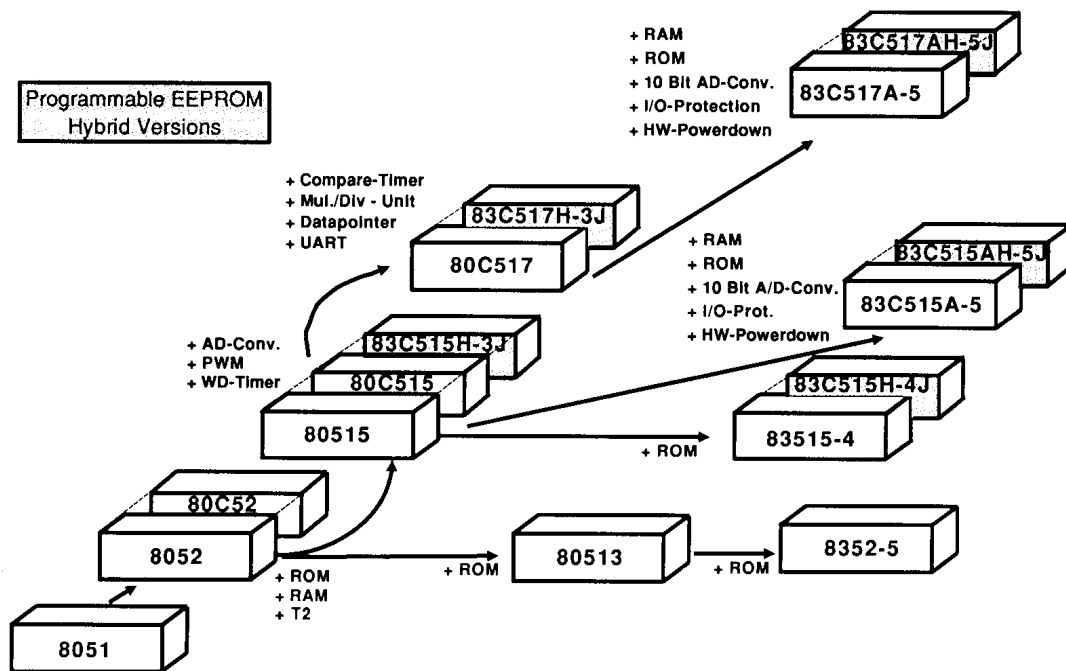 + RAM
+ ROM
+ 10 Bit AD-Conv.
+ I/O-Protection
+ HW-Powerdown
83C517AH-5J
83C517A-5
Programmable EEPROM
Hybrid Versions
+ Compare-Timer
+ Mul./Div - Unit
+ Datapointer
+ UART
83C517H-3J
80C517
+ RAM
+ ROM
+ 10 Bit A/D-Conv.
+ I/O-Prot.
+ HW-Powerdown
83C515AH-5J
83C515A-5
+ AD-Conv.
+ PWM
+ WD-Timer
83C515H-3J
80C515
80515
83C515H-4J
83515-4
+ ROM
80C52
8052
+ ROM
+ RAM
+ T2
+ ROM
80513
+ ROM
8352-5
8051